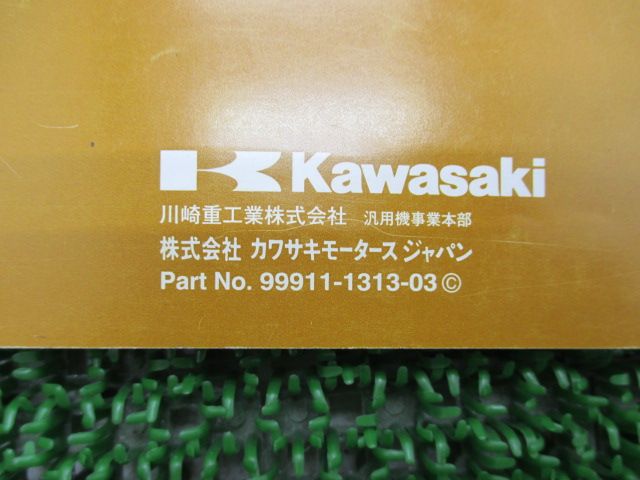 Kawasaki
川崎重工業株式会社 汎用機事業本部
株式会社 カワサキモータース ジャパン
Part No. 99911-1313-03 ©